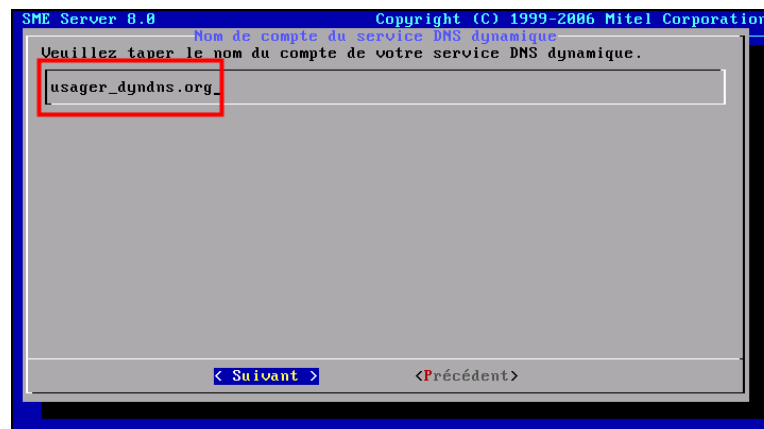 SME Server 8.0 Copyright (C) 1999-2006 Mitel Corporation
Nom de compte du service DNS dynamique
Veuillez taper le nom du compte de votre service DNS dynamique.
usager_dyndns.org_
< Suivant > <Précédent>